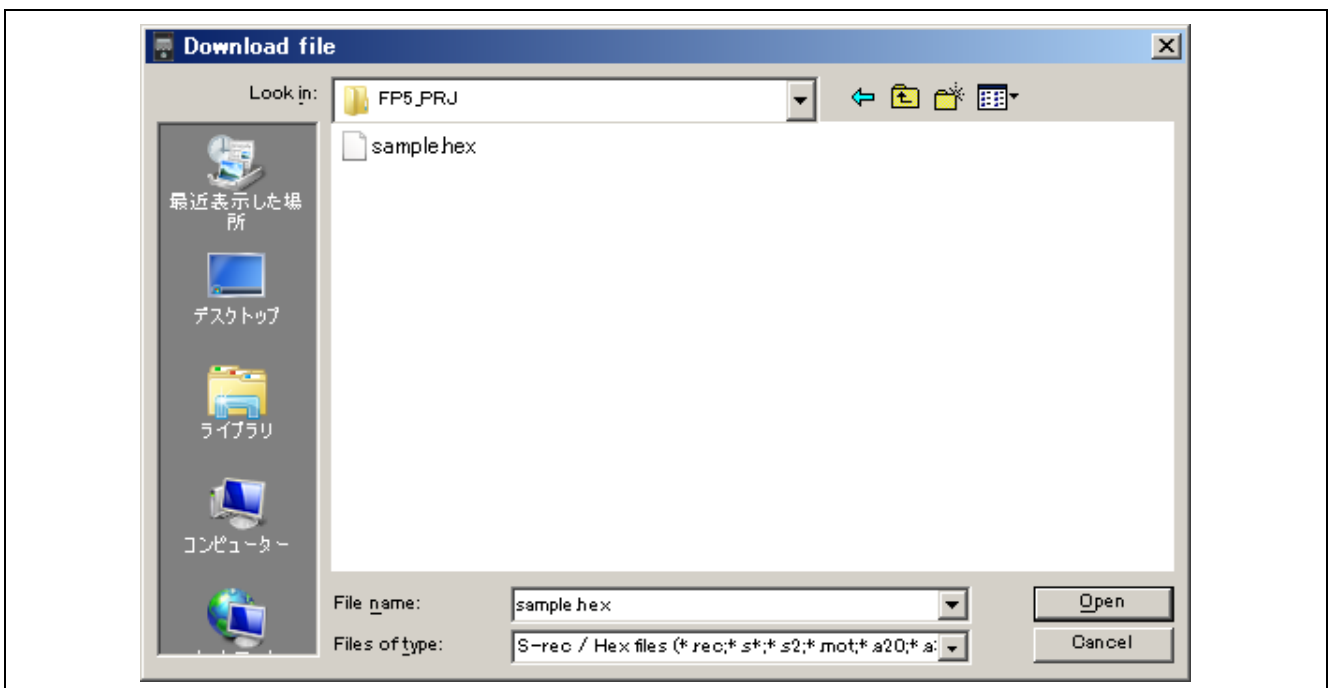 Download file
Look in:
FP5_PRJ
sample.hex
最近表示した場
所
デスクトップ
ライブラリ
コンピューター
File name:
sample.hex
Open
Files of type:
S-rec / Hex files (*.rec;*.s*;*.s2;*.mot;*.a20;*.a
Cancel